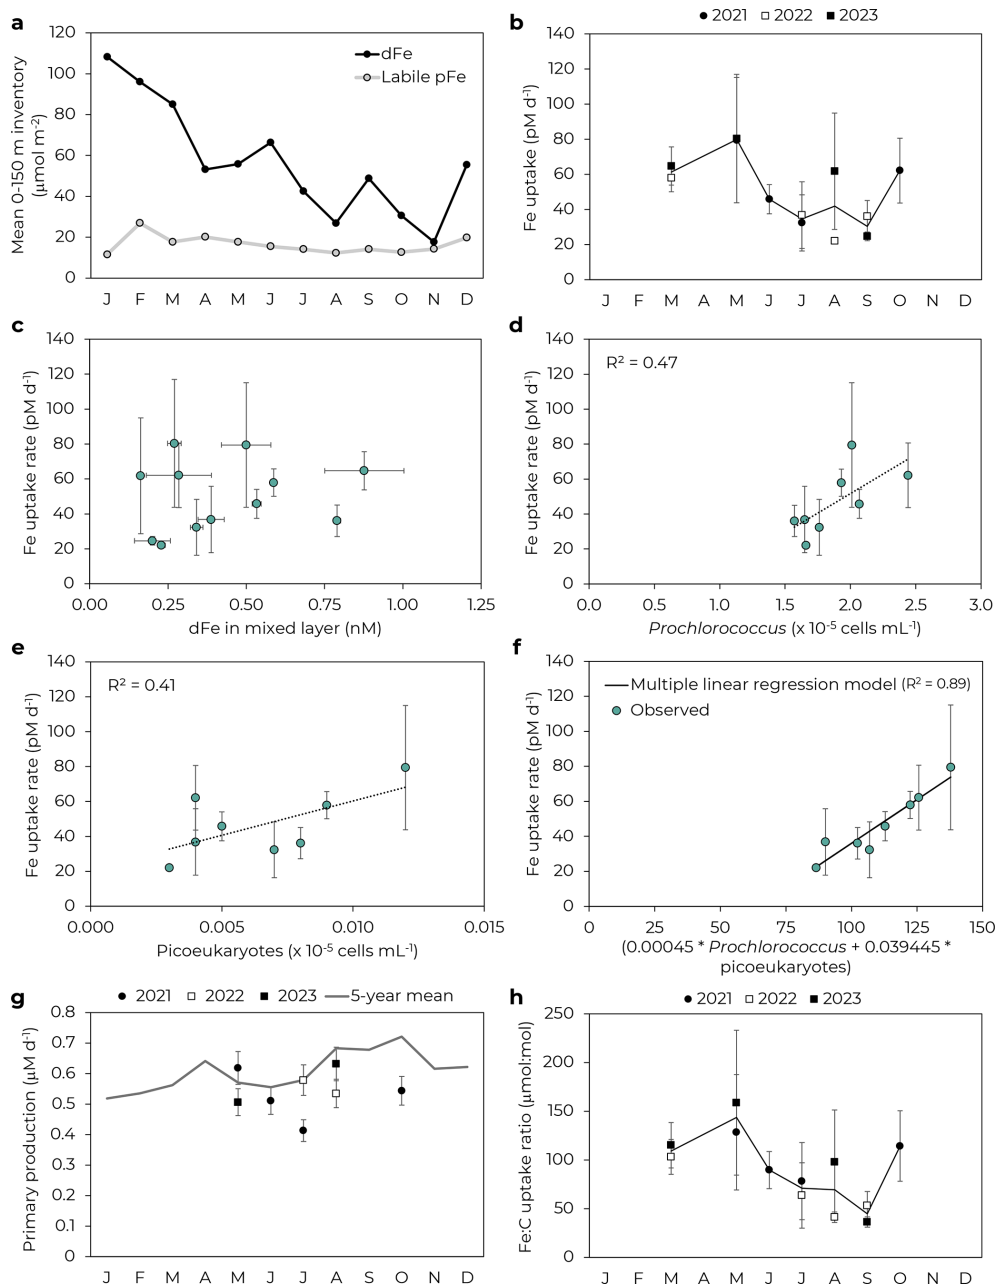 a
120
100
80
60
40
20
0
Mean 0-150 m inventory
(μmol m⁻²)
dFe
Labile pFe
J F M A M J J A S O N D
b
2021 2022 2023
140
120
100
80
60
40
20
0
Fe uptake (pM d⁻¹)
J F M A M J J A S O N D
c
140
120
100
80
60
40
20
0
Fe uptake rate (pM d⁻¹)
0.00 0.25 0.50 0.75 1.00 1.25
dFe in mixed layer (nM)
d
140
120
100
80
60
40
20
0
Fe uptake rate (pM d⁻¹)
R² = 0.47
0.0 0.5 1.0 1.5 2.0 2.5 3.0
Prochlorococcus (x 10⁻⁵ cells mL⁻¹)
e
140
120
100
80
60
40
20
0
Fe uptake rate (pM d⁻¹)
R² = 0.41
0.000 0.005 0.010 0.015
Picoeukaryotes (x 10⁻⁵ cells mL⁻¹)
f
140
120
100
80
60
40
20
0
Fe uptake rate (pM d⁻¹)
Multiple linear regression model (R² = 0.89)
Observed
0 25 50 75 100 125 150
(0.00045 * Prochlorococcus + 0.039445 *
picoeukaryotes)
g
2021 2022 2023 5-year mean
0.8
0.7
0.6
0.5
0.4
0.3
0.2
0.1
0
Primary production (μM d⁻¹)
J F M A M J J A S O N D
h
2021 2022 2023
250
200
150
100
50
0
Fe:C uptake ratio (μmol:mol)
J F M A M J J A S O N D